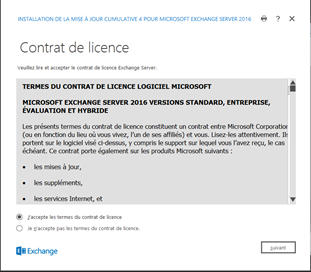 INSTALLATION DE LA MISE À JOUR CUMULATIVE 4 POUR MICROSOFT EXCHANGE SERVER 2016
Contrat de licence
Veuillez lire et accepter le contrat de licence Exchange Server.
TERMES DU CONTRAT DE LICENCE LOGICIEL MICROSOFT
MICROSOFT EXCHANGE SERVER 2016 VERSIONS STANDARD, ENTREPRISE,
ÉVALUATION ET HYBRIDE
Les présents termes du contrat de licence constituent un contrat entre Microsoft Corporation
(ou en fonction du lieu où vous vivez, l'un de ses affiliés) et vous. Lisez-les attentivement. Ils
portent sur le logiciel visé ci-dessus, y compris le support sur lequel vous l'avez reçu, le cas
échéant. Ce contrat porte également sur les produits Microsoft suivants :
• les mises à jour,
• les suppléments,
• les services Internet, et
J'accepte les termes du contrat de licence
Je n'accepte pas les termes du contrat de licence.
Exchange
suivant